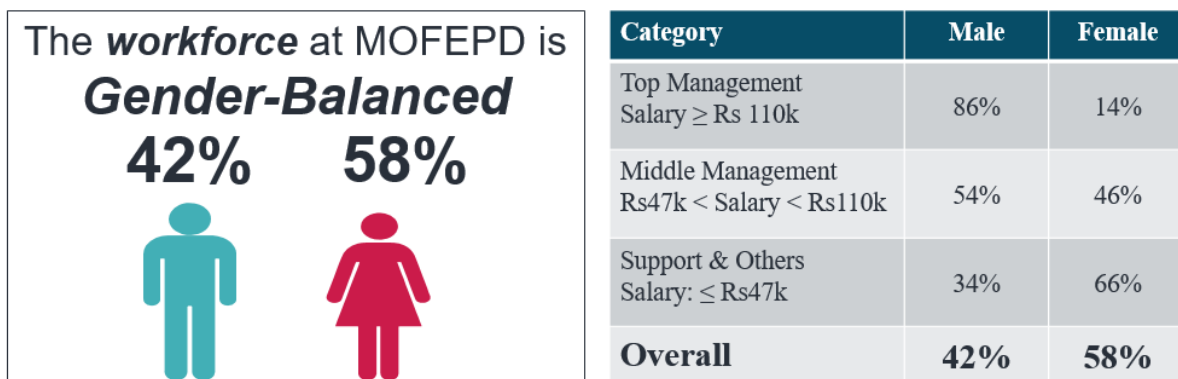 The workforce at MOFEPD is
Gender-Balanced
42% 58%
Category Male Female
Top Management
Salary ≥ Rs 110k
86% 14%
Middle Management
Rs47k < Salary < Rs110k
54% 46%
Support & Others
Salary: ≤ Rs47k
34% 66%
Overall 42% 58%